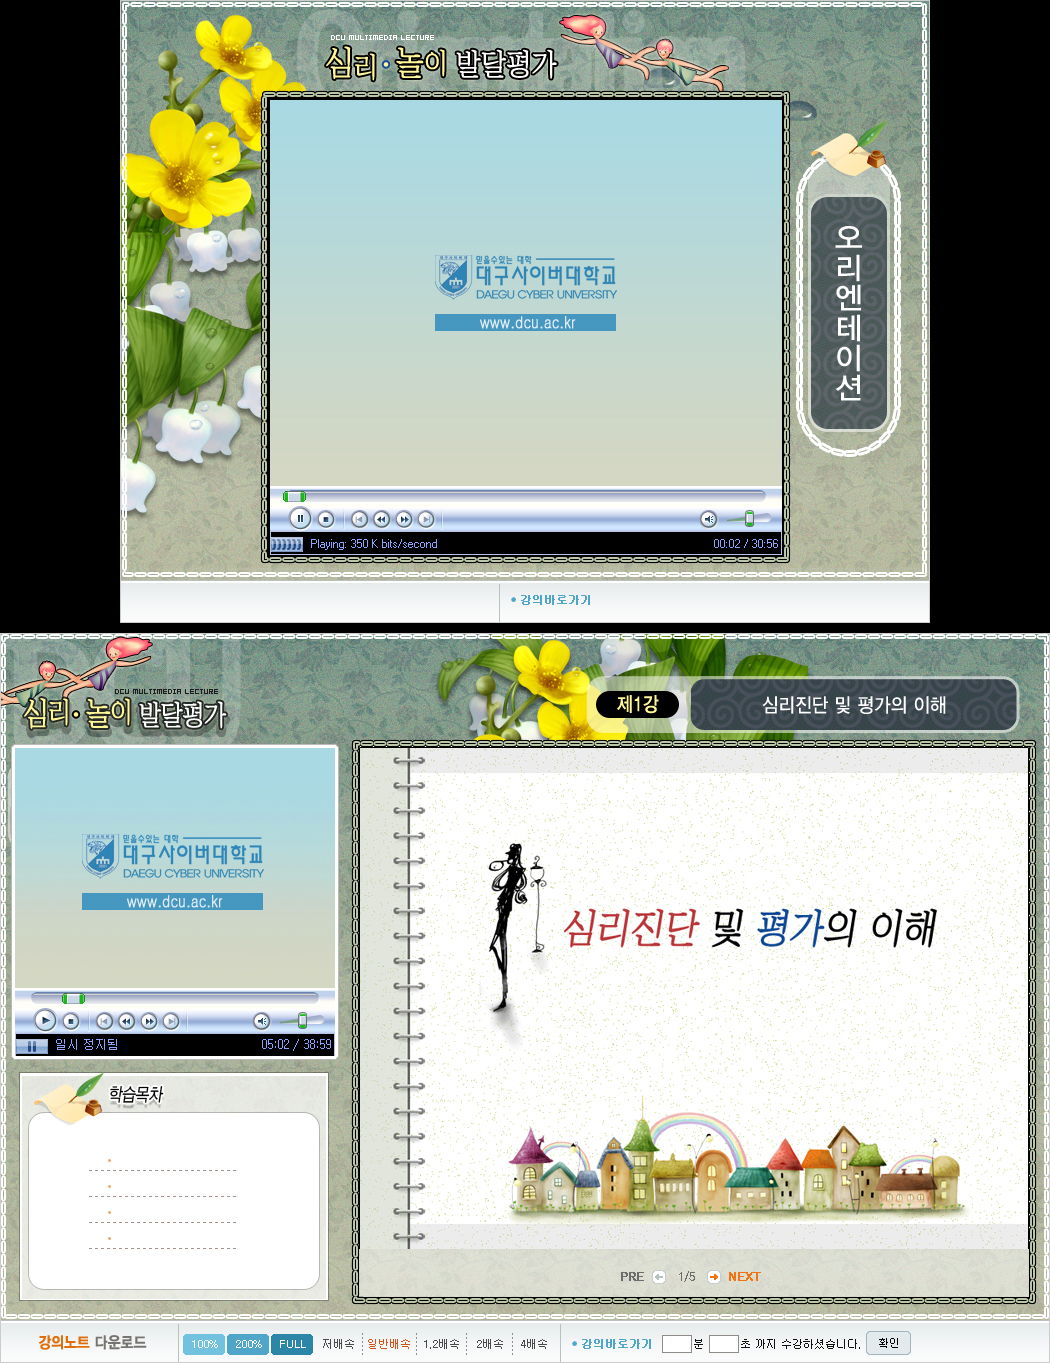 DCU MULTIMEDIA LECTURE
심리·놀이 발달평가
믿을수있는 대학
대구사이버대학교
DAEGU CYBER UNIVERSITY
www.dcu.ac.kr
오리엔테이션
Playing: 350 K bits/second
00:02 / 30:56
강의바로가기
DCU MULTIMEDIA LECTURE
심리·놀이 발달평가
제1강
심리진단 및 평가의 이해
믿을수있는 대학
대구사이버대학교
DAEGU CYBER UNIVERSITY
www.dcu.ac.kr
일시 정지됨
05:02 / 38:59
학습목차
심리진단 및 평가의 이해
PRE 1/5 NEXT
강의노트 다운로드
100% 200% FULL 저배속 일반배속 1.2배속 2배속 4배속
강의바로가기 분 초 까지 수강하셨습니다. 확인